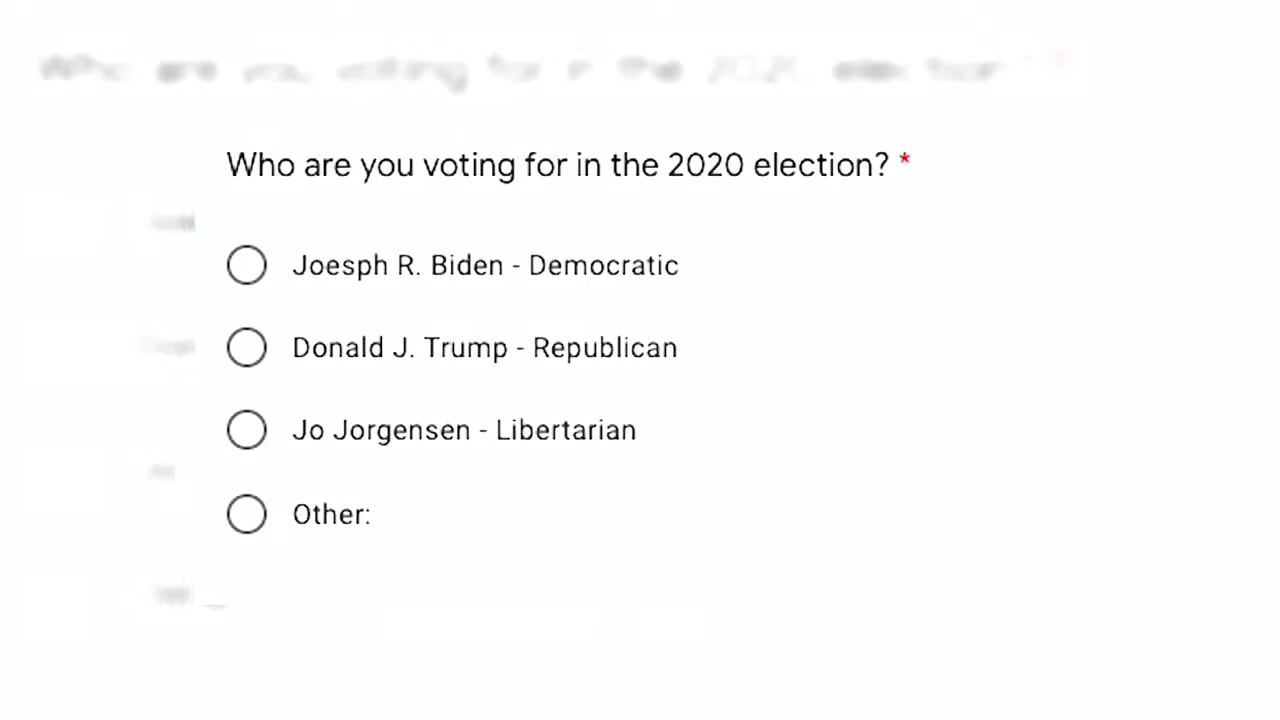 Who are you voting for in the 2020 election? *
Joesph R. Biden - Democratic
Donald J. Trump - Republican
Jo Jorgensen - Libertarian
Other: